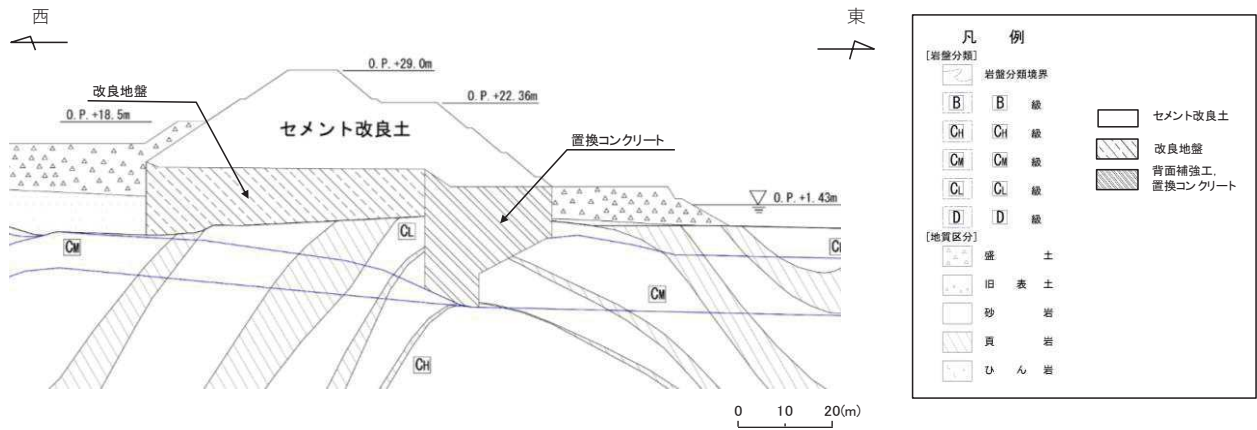 西
東
O.P.+29.0m
改良地盤
O.P.+22.36m
O.P.+18.5m
セメント改良土
置換コンクリート
O.P.+1.43m
CL
CM
CM
CH
0 10 20(m)
凡 例
[岩盤分類]
岩盤分類境界
B B 級
CH CH 級
CM CM 級
CL CL 級
D D 級
[地質区分]
盛 土
旧 表 土
砂 岩
頁 岩
ひ ん 岩
セメント改良土
改良地盤
背面補強工,
置換コンクリート